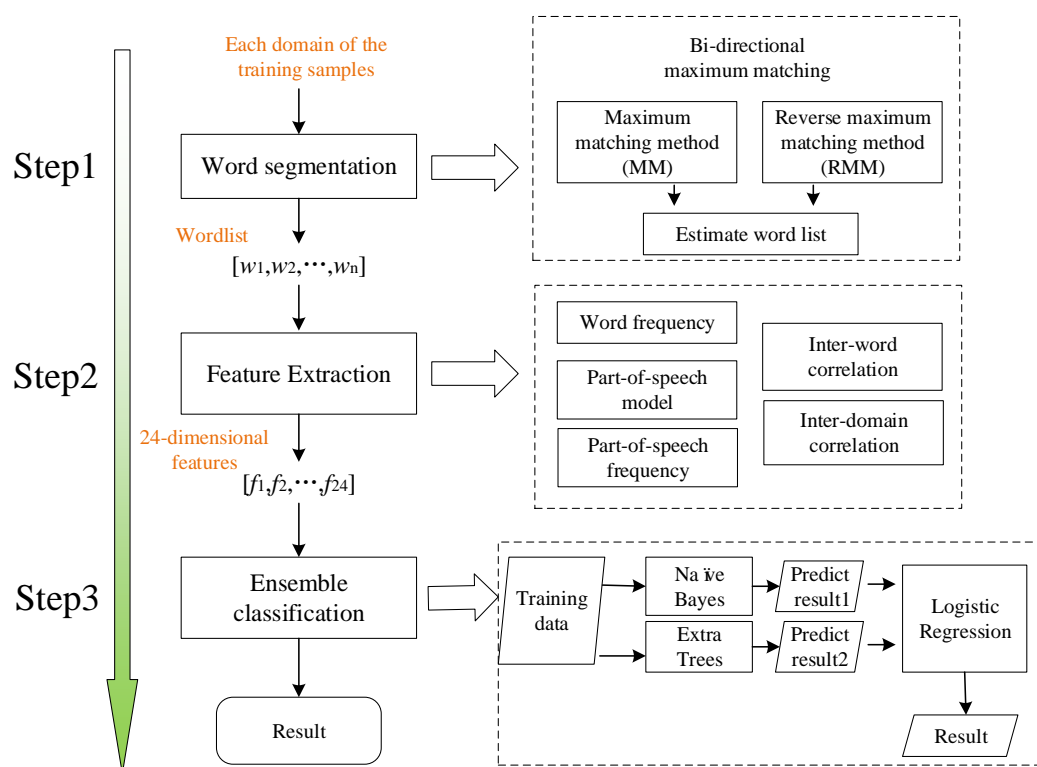 Each domain of the
training samples
Step1
Word segmentation
Bi-directional
maximum matching
Maximum
matching method
(MM)
Reverse maximum
matching method
(RMM)
Estimate word list
Wordlist
[w1,w2,···,wn]
Step2
Feature Extraction
Word frequency
Part-of-speech
model
Part-of-speech
frequency
Inter-word
correlation
Inter-domain
correlation
24-dimensional
features
[f1,f2,···,f24]
Step3
Ensemble
classification
Training
data
Naïve
Bayes
Predict
result1
Extra
Trees
Predict
result2
Logistic
Regression
Result
Result